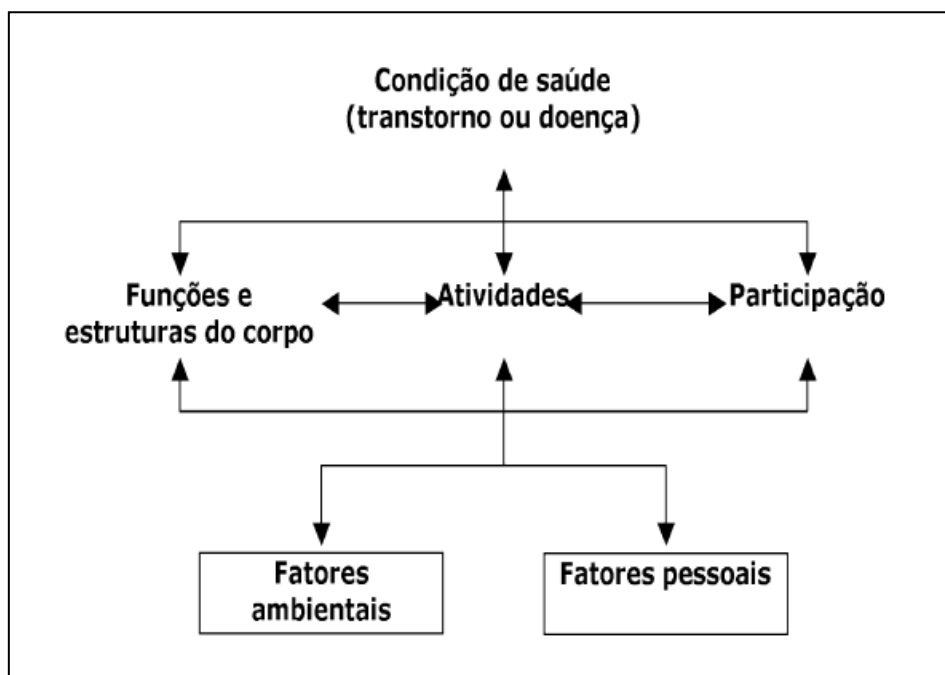 Condição de saúde
(transtorno ou doença)
Funções e
estruturas do corpo
Atividades
Participação
Fatores
ambientais
Fatores pessoais